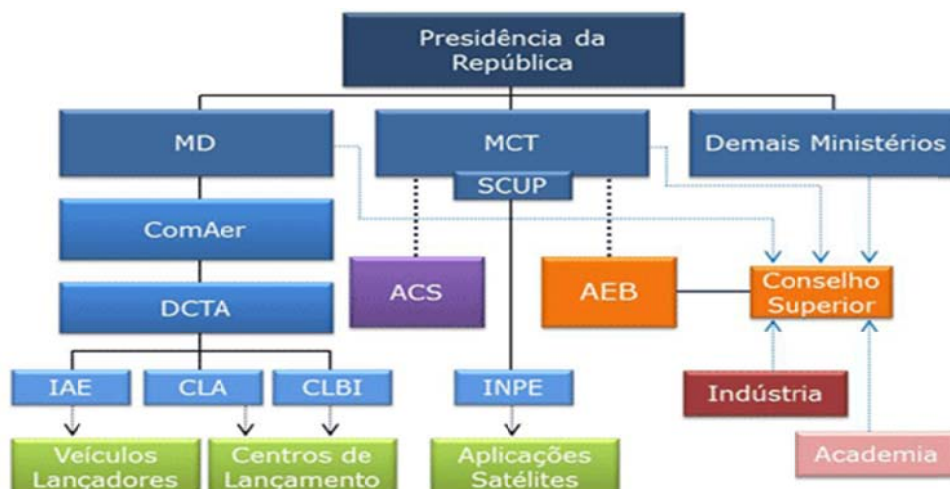 Presidência da
República
MD
MCT
Demais Ministérios
SCUP
ComAer
ACS
AEB
Conselho
Superior
DCTA
IAE
CLA
CLBI
INPE
Indústria
Veículos
Lançadores
Centros de
Lançamento
Aplicações
Satélites
Academia